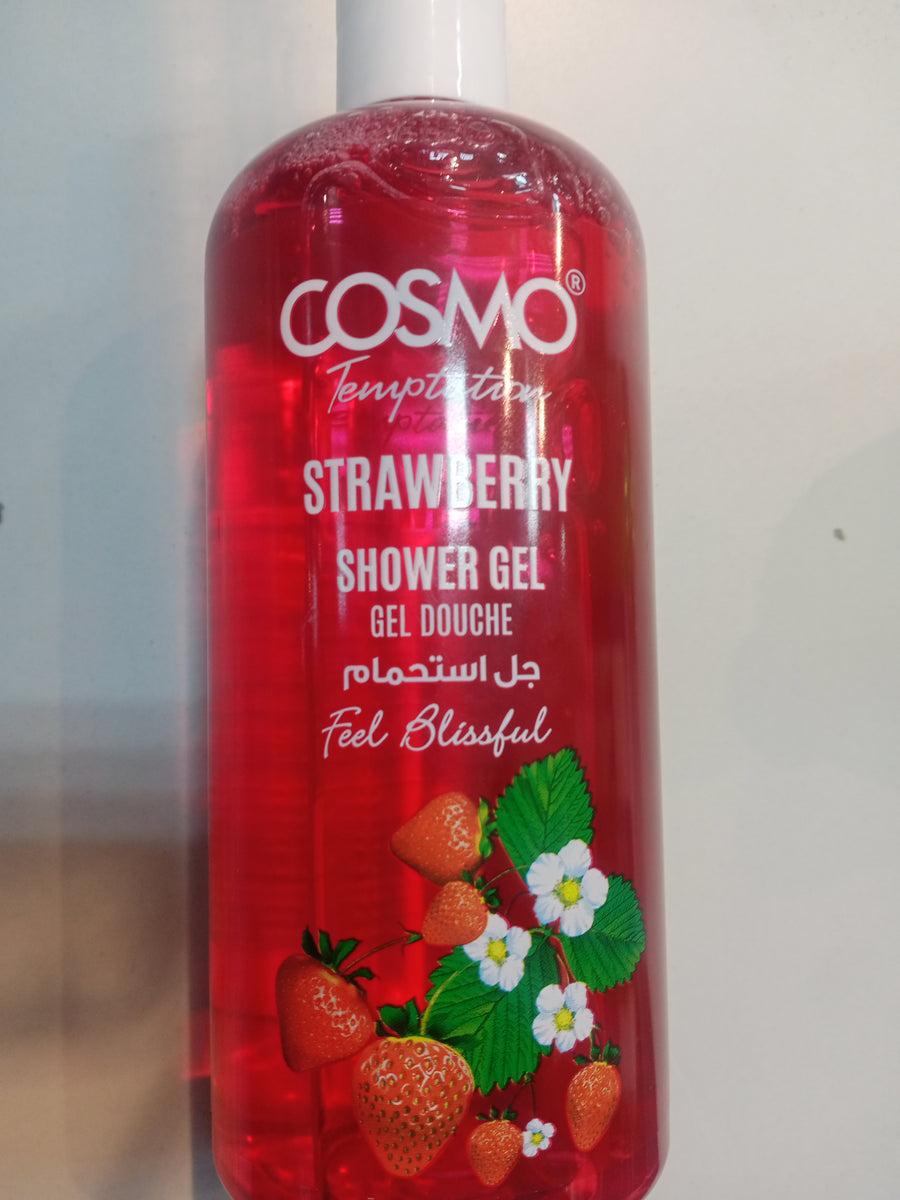 COSMO®
Temptation
STRAWBERRY
SHOWER GEL
GEL DOUCHE
جل استحمام
Feel Blissful